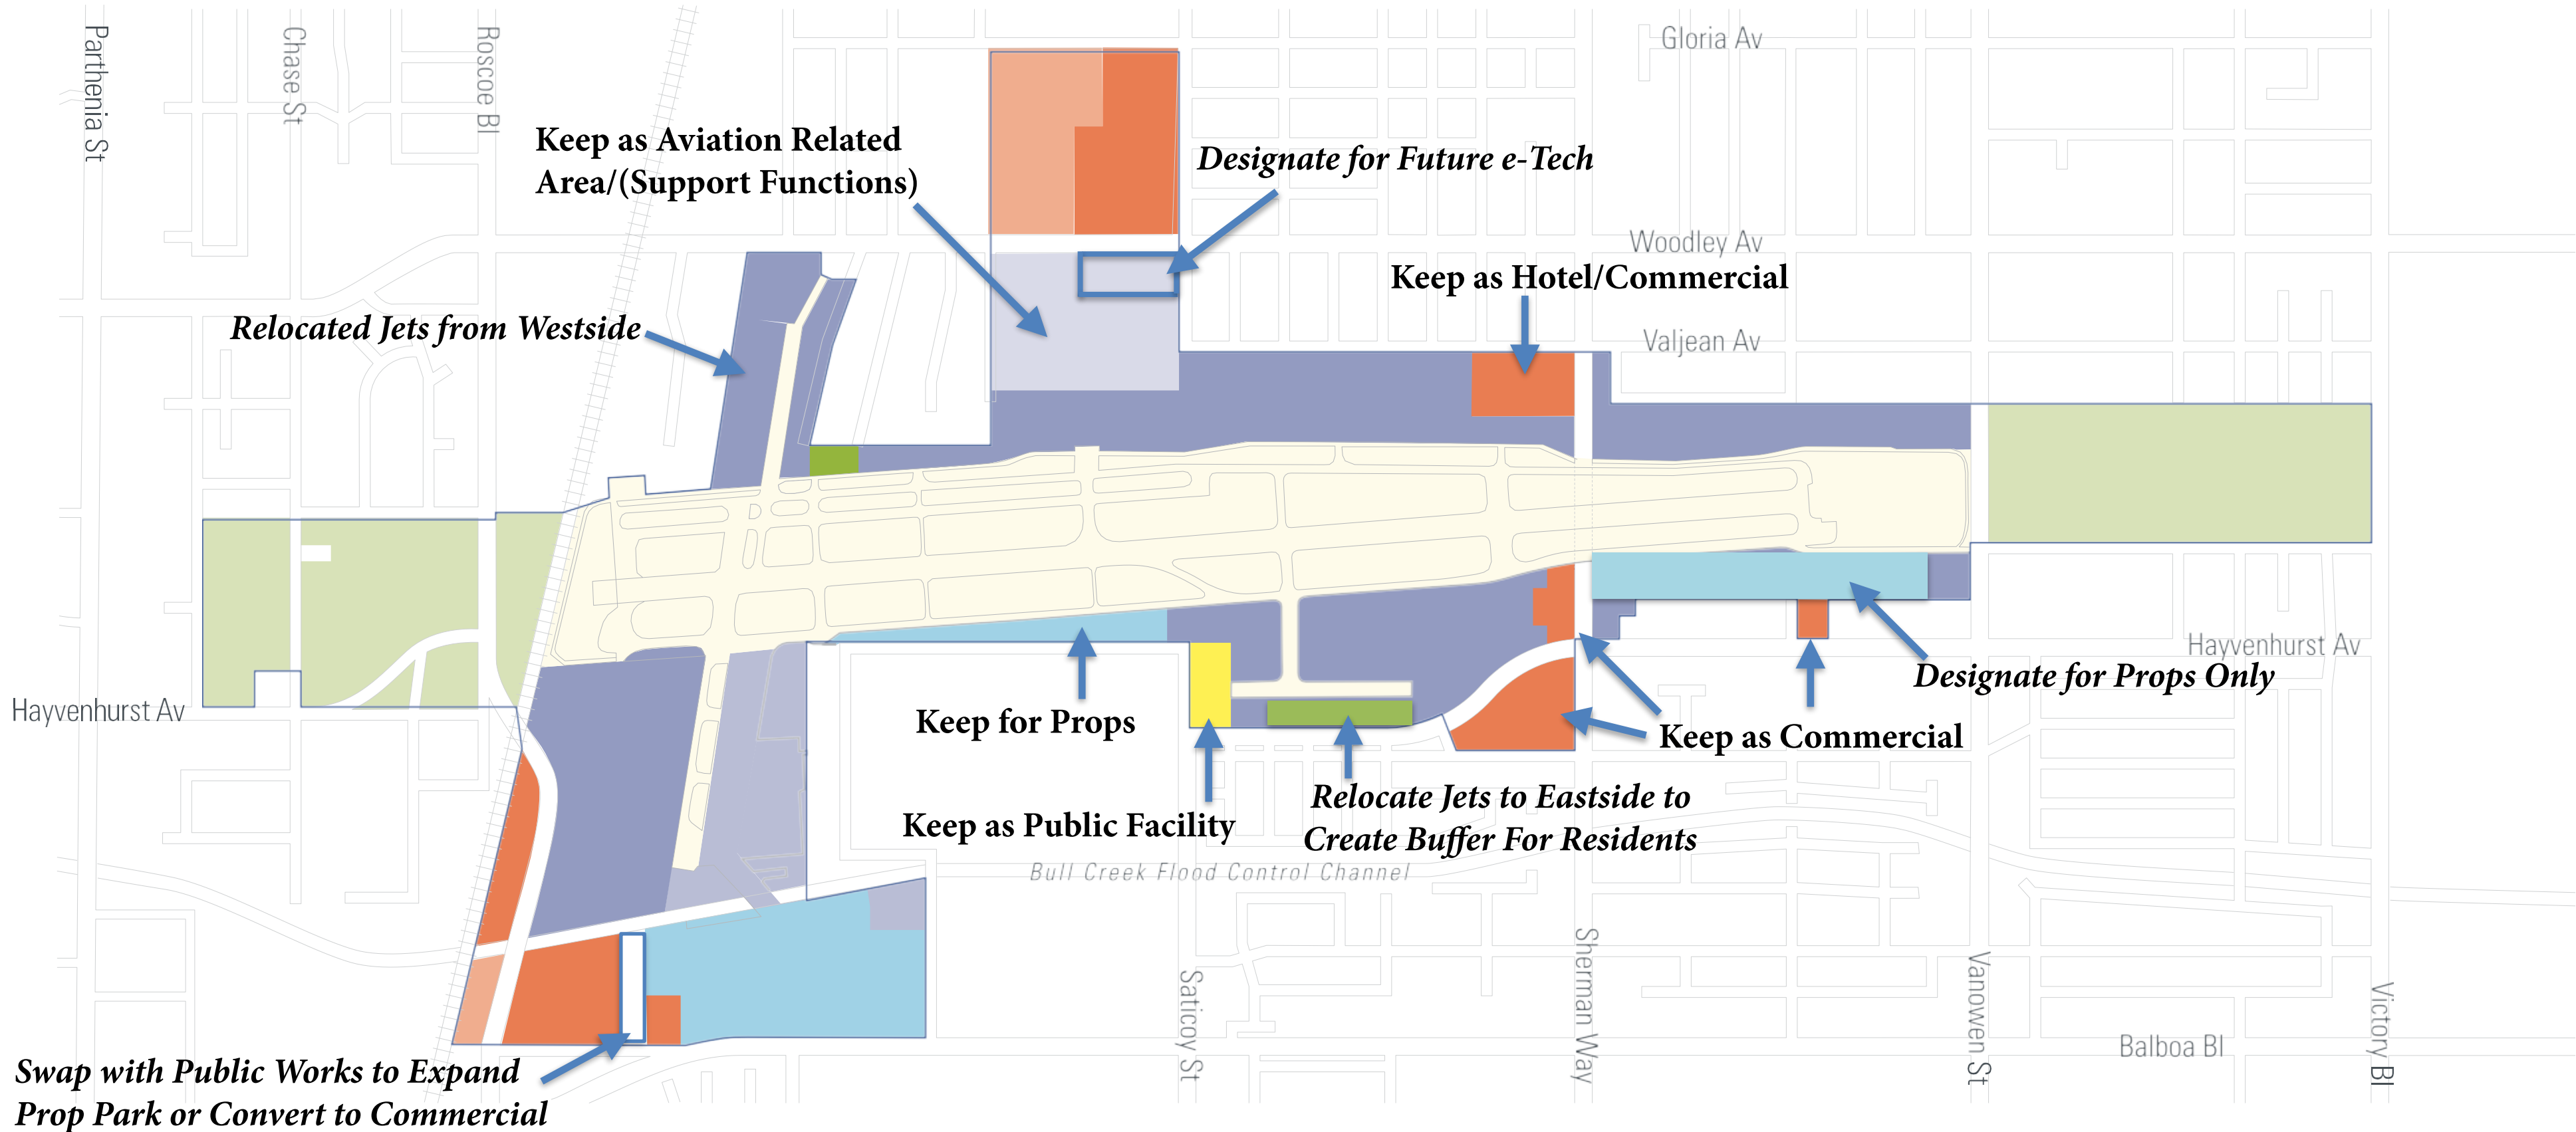 Parthenia St
Chase St
Roscoe Bl
Gloria Av
Keep as Aviation Related
Area/(Support Functions)
Designate for Future e-Tech
Woodley Av
Keep as Hotel/Commercial
Relocated Jets from Westside
Valjean Av
Hayvenhurst Av
Designate for Props Only
Hayvenhurst Av
Keep for Props
Keep as Commercial
Keep as Public Facility
Relocate Jets to Eastside to
Create Buffer For Residents
Bull Creek Flood Control Channel
Saticoy St
Sherman Way
Vanowen St
Victory Bl
Balboa Bl
Swap with Public Works to Expand
Prop Park or Convert to Commercial